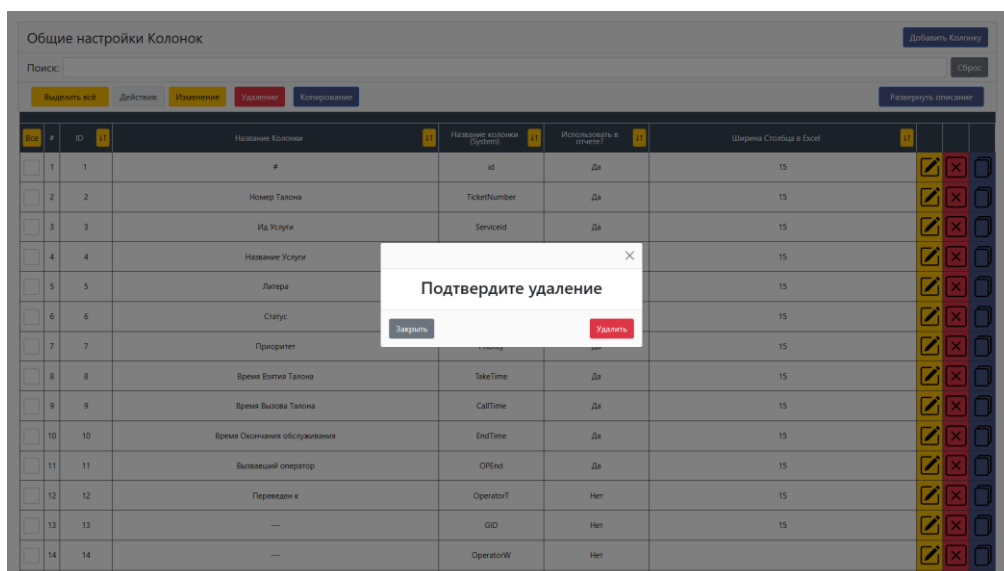 Общие настройки Колонок Добавить Колонку
Поиск: Сброс
Выделить всё Действия: Изменение Удаление Копирование Развернуть описание
Все # ID Название Колонки Название колонки (System) Использовать в отчете? Ширина Столбца в Excel
1 1 # id Да 15
2 2 Номер Талона TicketNumber Да 15
3 3 Ид Услуги ServiceId Да 15
4 4 Название Услуги 15
5 5 Литера 15
6 6 Статус 15
7 7 Приоритет 15
8 8 Время Взятия Талона TakeTime Да 15
9 9 Время Вызова Талона CallTime Да 15
10 10 Время Окончания обслуживания EndTime Да 15
11 11 Вызвавший оператор OPEnd Да 15
12 12 Переведен к OperatorT Нет 15
13 13 --- GID Нет 15
14 14 --- OperatorW Нет
Подтвердите удаление
Закрыть Удалить